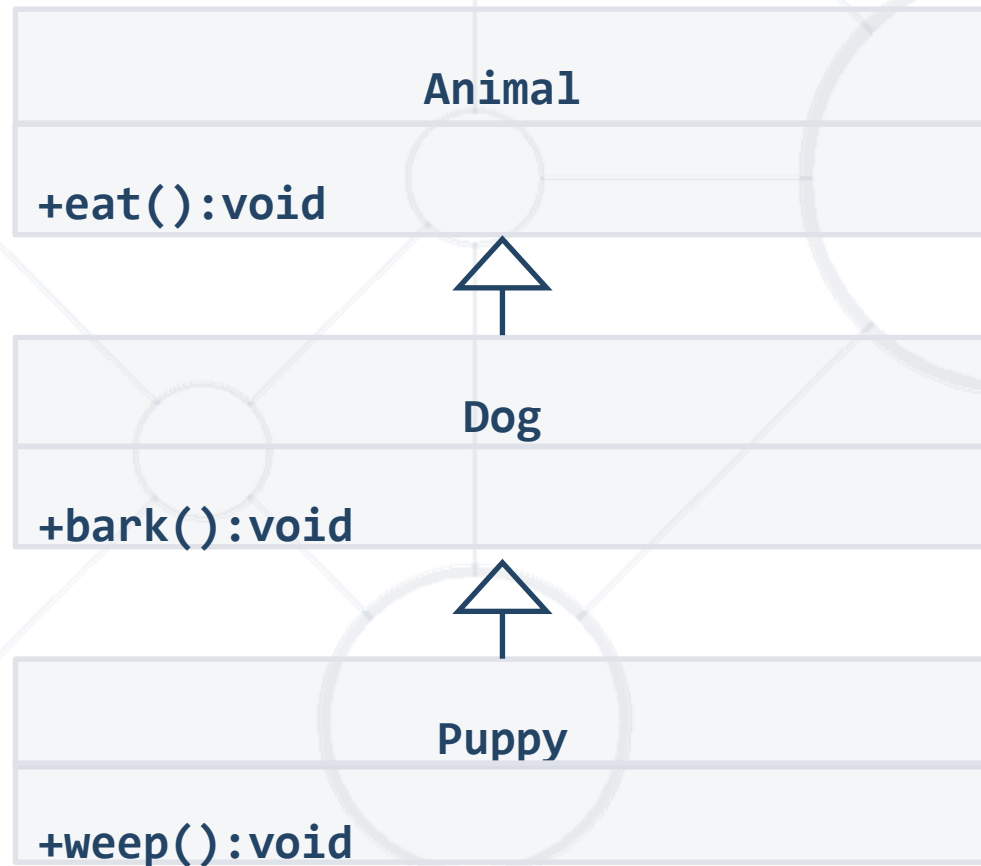 Animal
+eat():void
Dog
+bark():void
Puppy
+weep():void